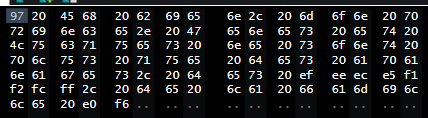 97 20 45 68 20 62 69 65 6e 2c 20 6d 6f 6e 20 70
72 69 6e 63 65 2e 20 47 65 6e 65 73 20 65 74 20
4c 75 63 71 75 65 73 20 6e 65 20 73 6f 6e 74 20
70 6c 75 73 20 71 75 65 20 64 65 73 20 61 70 61
6e 61 67 65 73 2c 20 64 65 73 20 ef ee ec e5 f1
f2 fc ff 2c 20 64 65 20 6c 61 20 66 61 6d 69 6c
6c 65 20 e0 f6 .. .. .. .. .. .. .. .. .. .. ..